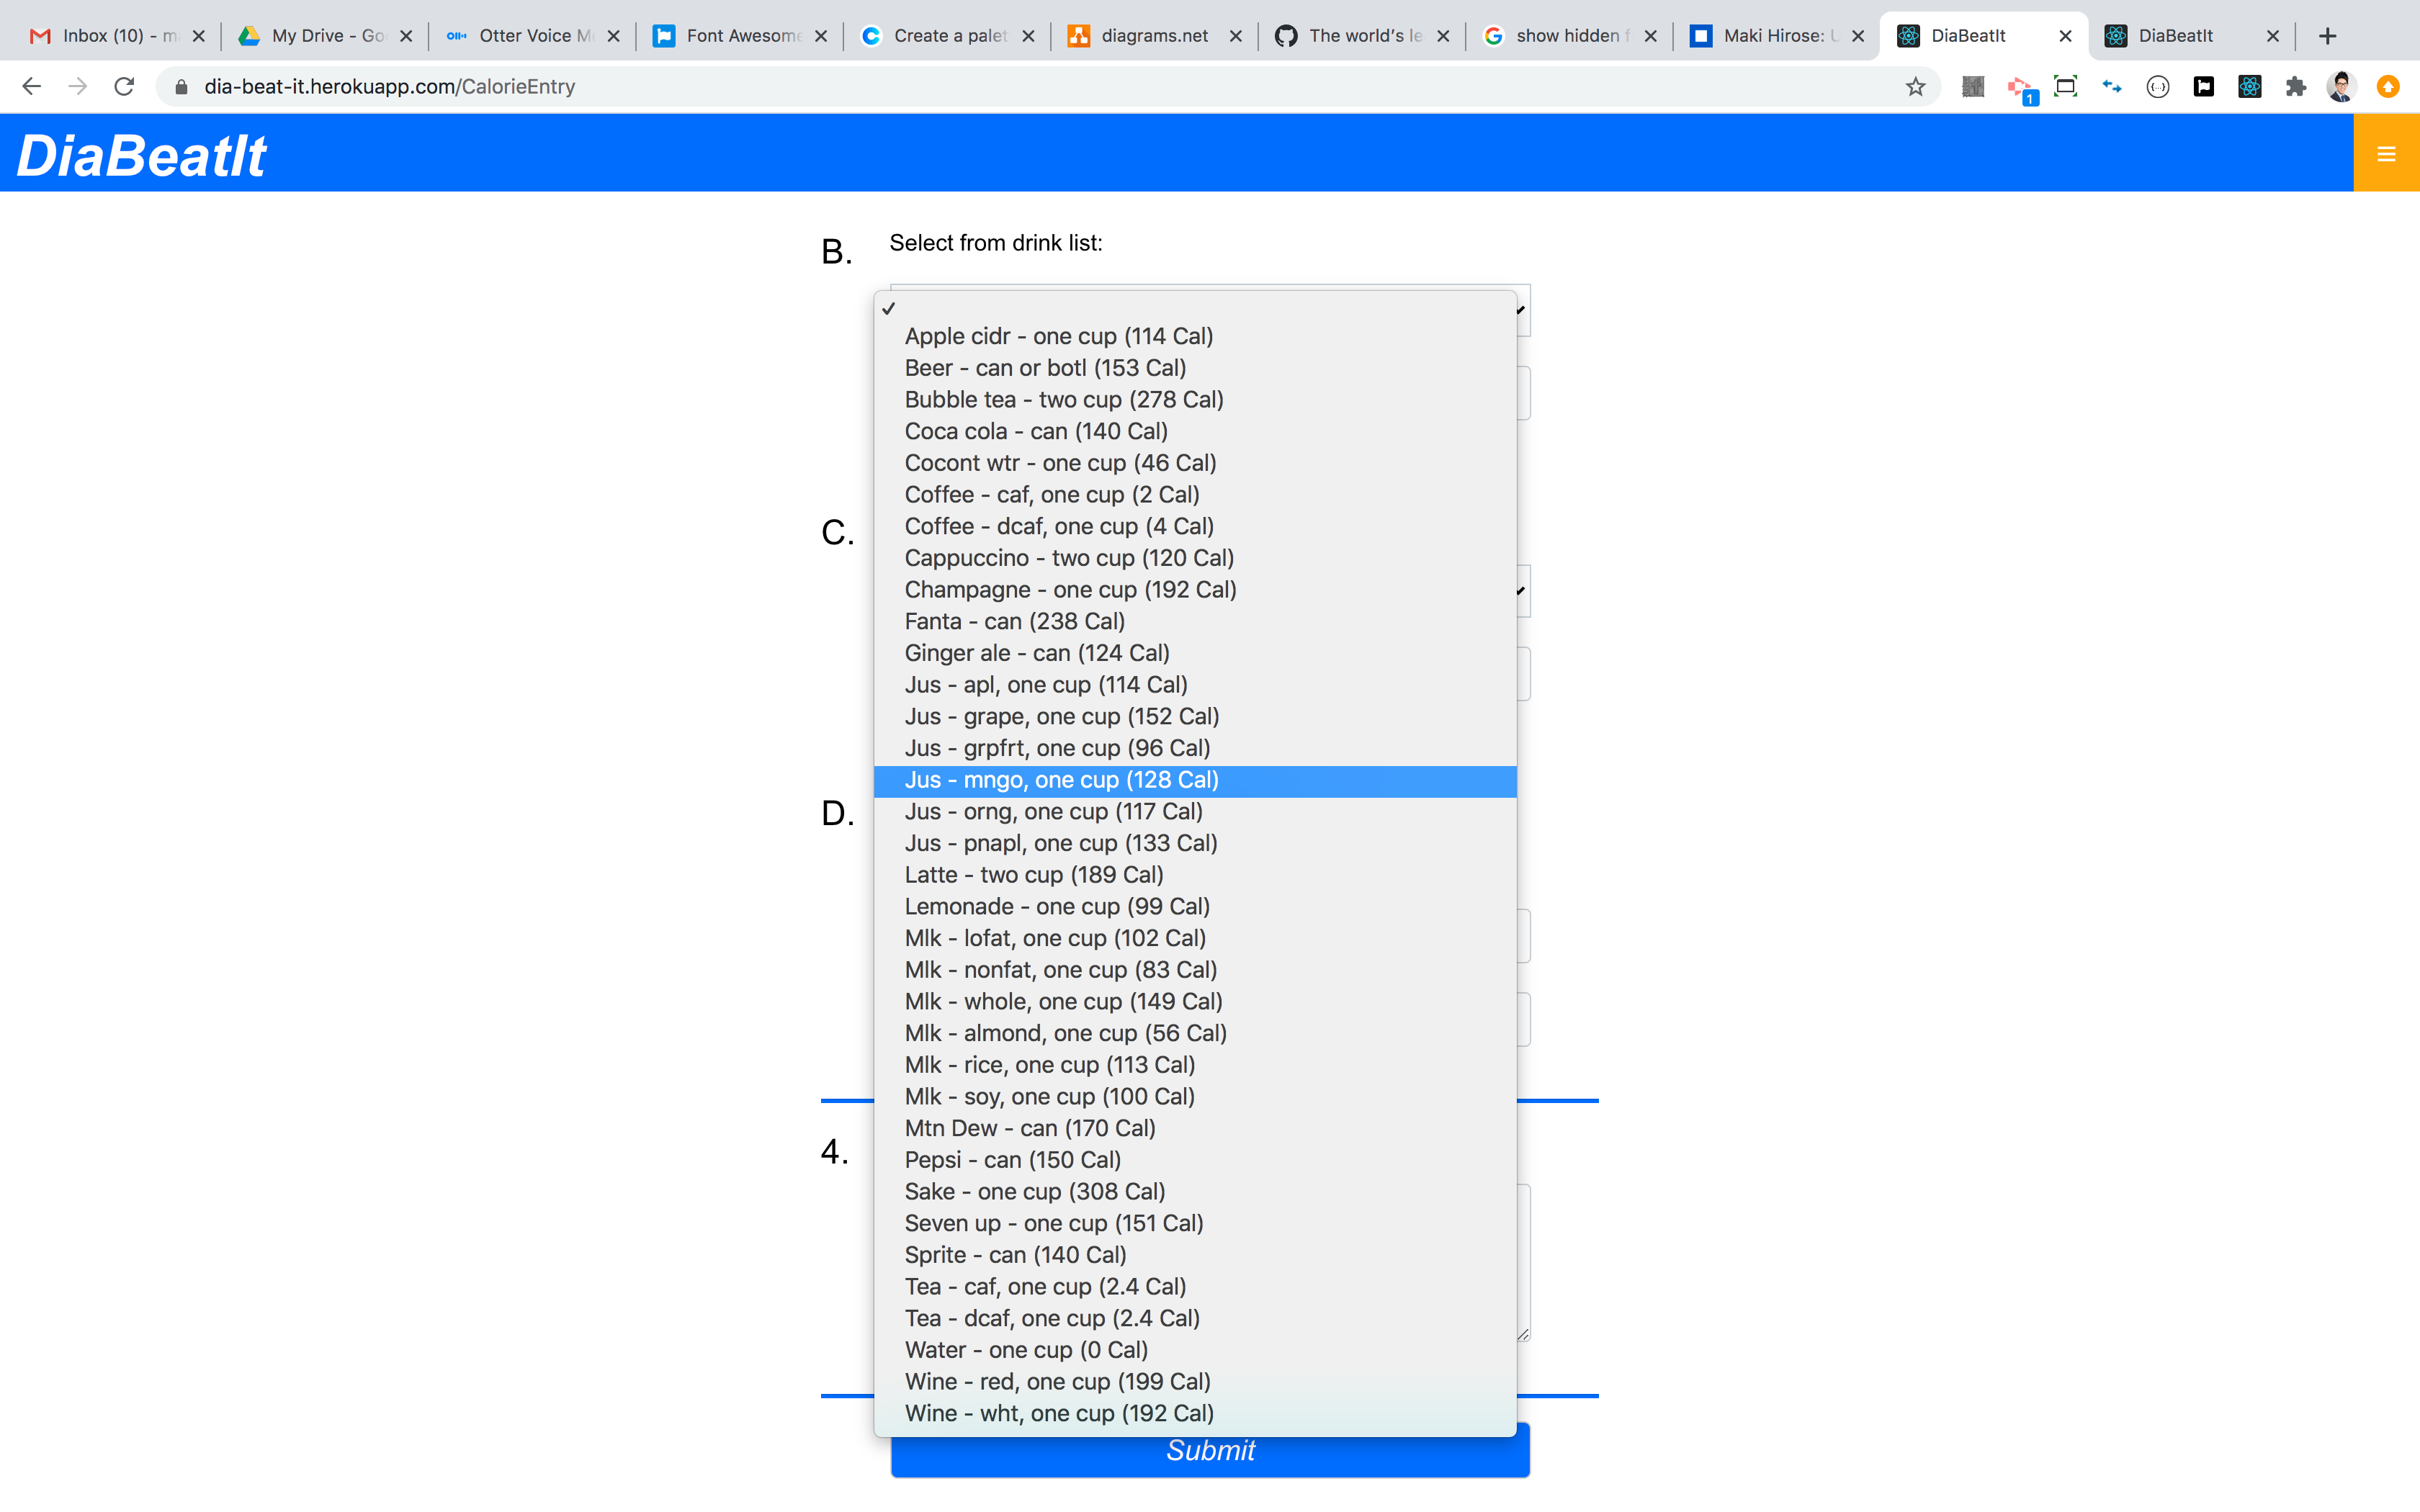 Inbox (10) - m
My Drive - Go
Otter Voice M
Font Awesome
Create a palet
diagrams.net
The world's le
show hidden f
Maki Hirose: U
DiaBeatIt
DiaBeatIt
dia-beat-it.herokuapp.com/CalorieEntry
1
DiaBeatIt
B. Select from drink list:
Apple cidr - one cup (114 Cal)
Beer - can or botl (153 Cal)
Bubble tea - two cup (278 Cal)
Coca cola - can (140 Cal)
Cocont wtr - one cup (46 Cal)
Coffee - caf, one cup (2 Cal)
C.
Coffee - dcaf, one cup (4 Cal)
Cappuccino - two cup (120 Cal)
Champagne - one cup (192 Cal)
Fanta - can (238 Cal)
Ginger ale - can (124 Cal)
Jus - apl, one cup (114 Cal)
Jus - grape, one cup (152 Cal)
Jus - grpfrt, one cup (96 Cal)
Jus - mngo, one cup (128 Cal)
D.
Jus - orng, one cup (117 Cal)
Jus - pnapl, one cup (133 Cal)
Latte - two cup (189 Cal)
Lemonade - one cup (99 Cal)
Mlk - lofat, one cup (102 Cal)
Mlk - nonfat, one cup (83 Cal)
Mlk - whole, one cup (149 Cal)
Mlk - almond, one cup (56 Cal)
Mlk - rice, one cup (113 Cal)
Mlk - soy, one cup (100 Cal)
Mtn Dew - can (170 Cal)
4.
Pepsi - can (150 Cal)
Sake - one cup (308 Cal)
Seven up - one cup (151 Cal)
Sprite - can (140 Cal)
Tea - caf, one cup (2.4 Cal)
Tea - dcaf, one cup (2.4 Cal)
Water - one cup (0 Cal)
Wine - red, one cup (199 Cal)
Wine - wht, one cup (192 Cal)
Submit